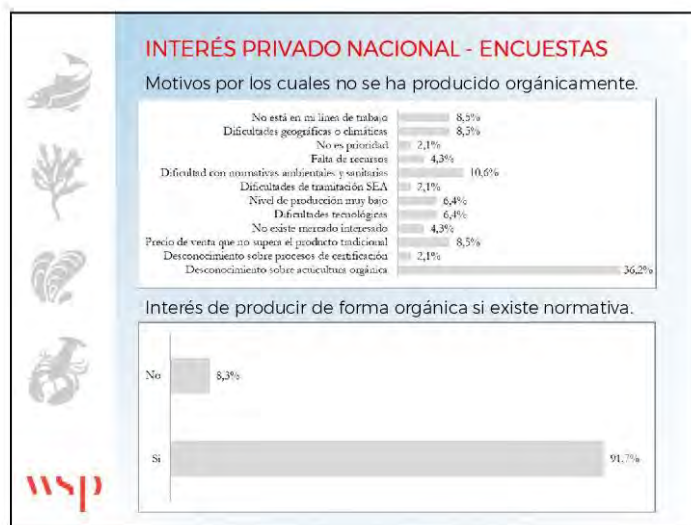 INTERÉS PRIVADO NACIONAL - ENCUESTAS
Motivos por los cuales no se ha producido orgánicamente.
No está en mi linea de trabajo 8,5%
Dificultades geográficas o climáticas 8,5%
No es prioridad 2,1%
Falta de recursos 4,3%
Dificultad con normativas ambientales y sanitarias 10,6%
Dificultades de tramitación SEA 2,1%
Nivel de producción muy bajo 6,4%
Dificultades tecnológicas 6,4%
No existe mercado interesado 4,3%
Precio de venta que no supera el producto tradicional 8,5%
Desconocimiento sobre procesos de certificación 2,1%
Desconocimiento sobre acuicultura orgánica 36,2%
Interés de producir de forma orgánica si existe normativa.
No 8,3%
Si 91,7%
wsp